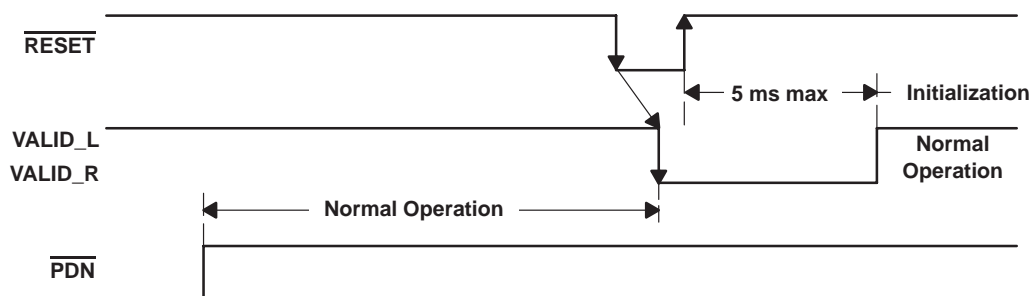 RESET
5 ms max
Initialization
VALID_L
VALID_R
Normal
Operation
Normal Operation
PDN